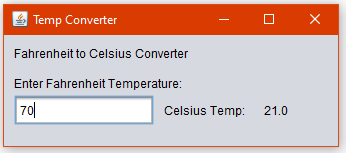 Temp Converter
Fahrenheit to Celsius Converter
Enter Fahrenheit Temperature:
70 Celsius Temp: 21.0